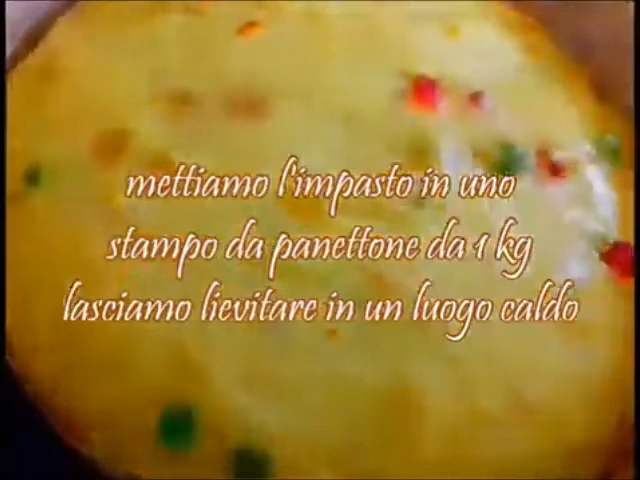 mettiamo l'impasto in uno
stampo da panettone da 1 kg
lasciamo lievitare in un luogo caldo